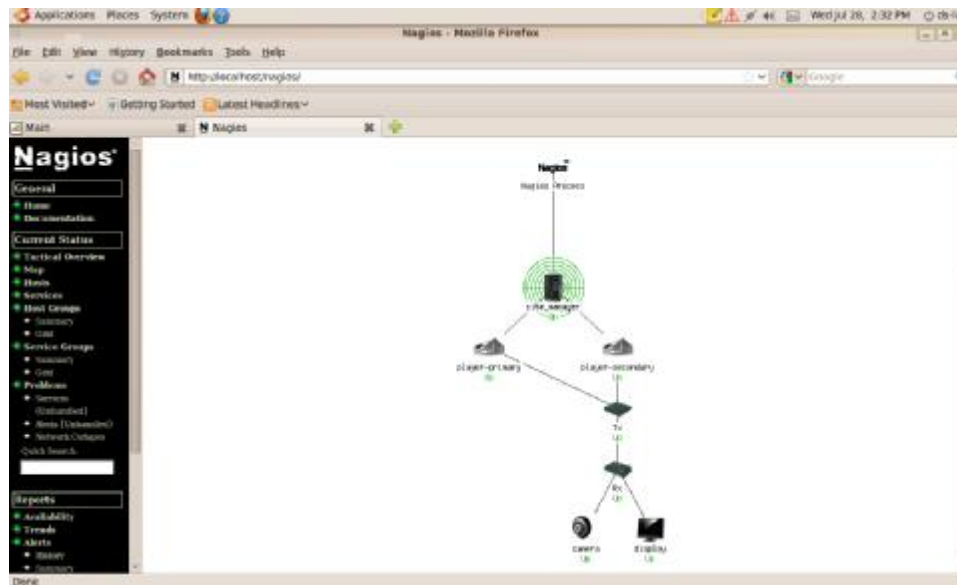 Applications Places System
Wed Jul 28, 2:32 PM
Nagios - Mozilla Firefox
File Edit View History Bookmarks Tools Help
http://localhost/nagios/
Google
Most Visited Getting Started Latest Headlines
Main
Nagios
Nagios
General
Home
Documentation
Current Status
Tactical Overview
Map
Hosts
Services
Host Groups
Summary
Grid
Service Groups
Summary
Grid
Problems
Services
(Unhandled)
Hosts (Unhandled)
Network Outages
Quick Search:
Reports
Availability
Trends
Alerts
History
Summary
Nagios
Nagios Process
Up
player-primary
Up
player-secondary
Up
Tx
Up
Rx
Up
camera
Up
display
Up
Done